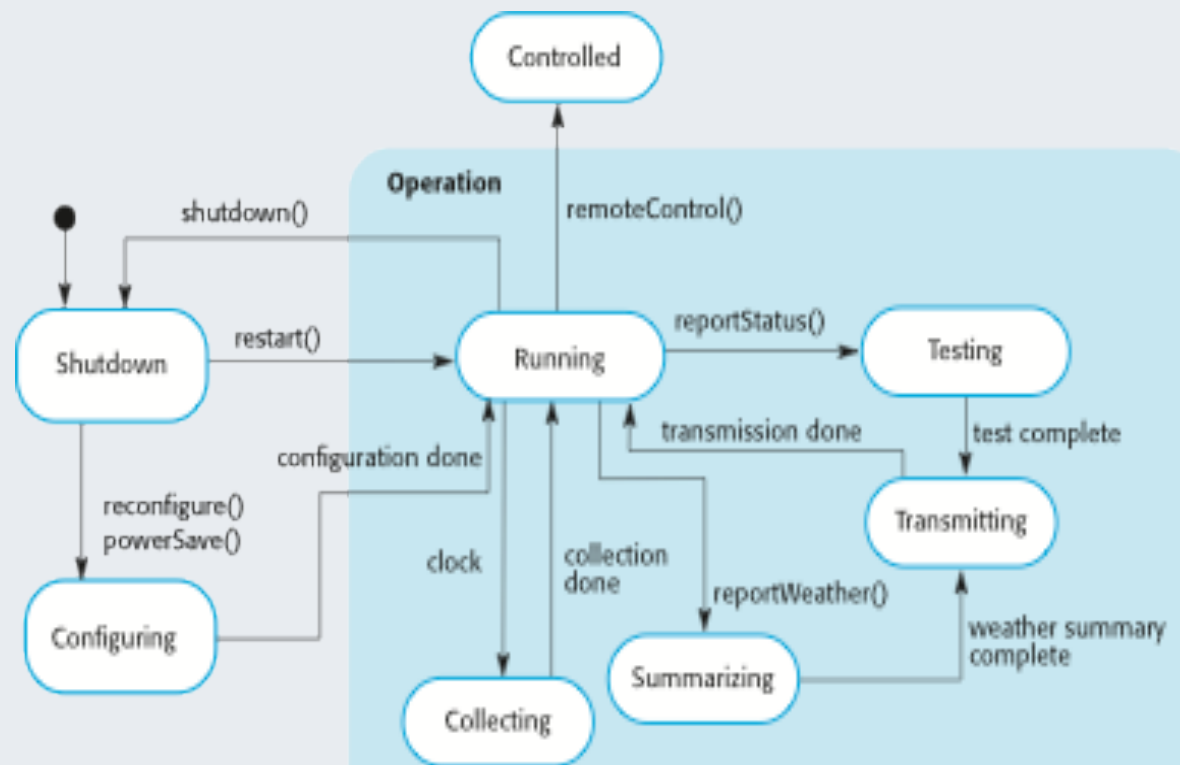 Controlled
Operation
shutdown()
remoteControl()
reportStatus()
restart()
Shutdown
Running
Testing
transmission done
test complete
configuration done
reconfigure()
powerSave()
Transmitting
clock
collection
done
reportWeather()
Configuring
weather summary
complete
Summarizing
Collecting